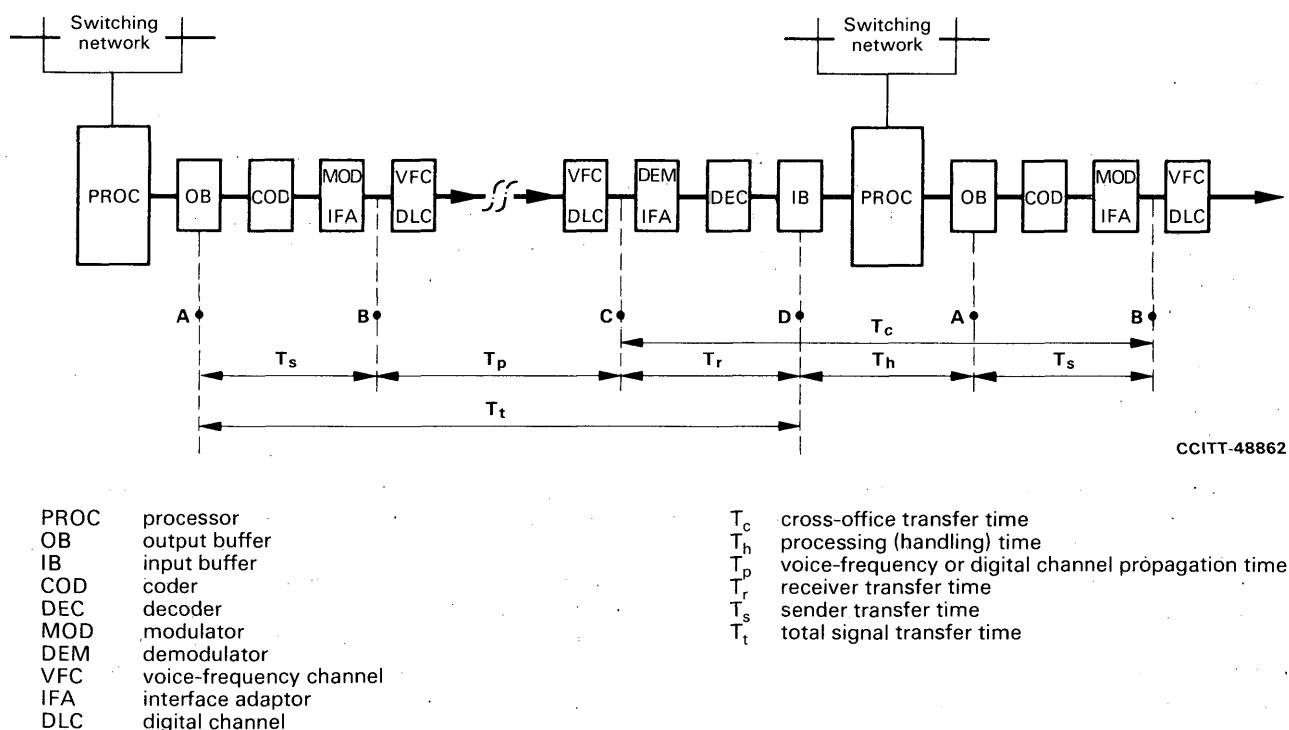 Switching
network
Switching
network
PROC
OB
COD
MOD
IFA
VFC
DLC
VFC
DLC
DEM
IFA
DEC
IB
PROC
OB
COD
MOD
IFA
VFC
DLC
A
B
C
D
A
B
Tc
Ts
Tp
Tr
Th
Ts
Tt
CCITT-48862
PROC processor
OB output buffer
IB input buffer
COD coder
DEC decoder
MOD modulator
DEM demodulator
VFC voice-frequency channel
IFA interface adaptor
DLC digital channel
Tc cross-office transfer time
Th processing (handling) time
Tp voice-frequency or digital channel propagation time
Tr receiver transfer time
Ts sender transfer time
Tt total signal transfer time